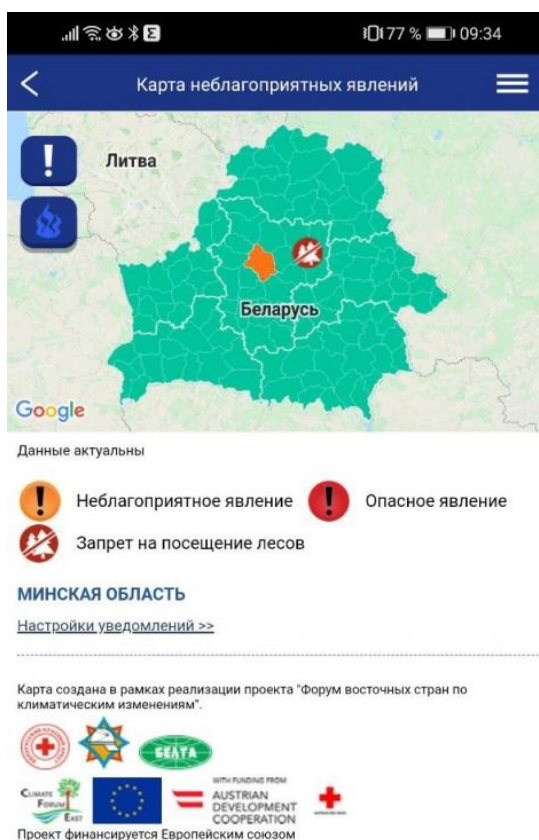 77 % 09:34
Карта неблагоприятных явлений
Литва
Беларусь
Google
Данные актуальны
Неблагоприятное явление
Опасное явление
Запрет на посещение лесов
МИНСКАЯ ОБЛАСТЬ
Настройки уведомлений >>
Карта создана в рамках реализации проекта "Форум восточных стран по
климатическим изменениям".
БЕЛТА
CLIMATE
FORUM
EAST
WITH FUNDING FROM
AUSTRIAN
DEVELOPMENT
COOPERATION
Проект финансируется Европейским союзом